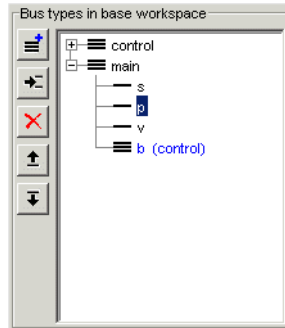 Bus types in base workspace
control
main
s
p
v
b (control)